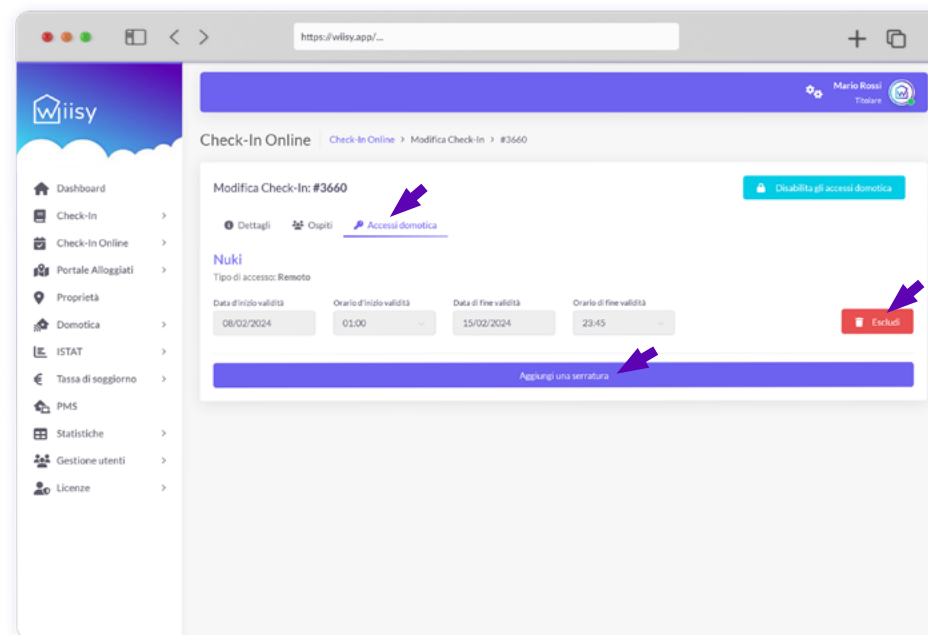 https://wiisy.app/...
Wiisy
Mario Rossi
Titolare
Check-In Online
Check-In Online > Modifica Check-In > #3660
Dashboard
Check-In
Check-In Online
Portale Alloggiati
Proprietà
Domotica
ISTAT
Tassa di soggiorno
PMS
Statistiche
Gestione utenti
Licenze
Modifica Check-In: #3660
Disabilita gli accessi domotica
Dettagli
Ospiti
Accessi domotica
Nuki
Tipo di accesso: Remoto
Data d'inizio validità
Orario d'inizio validità
Data di fine validità
Orario di fine validità
08/02/2024
01:00
15/02/2024
23:45
Escludi
Aggiungi una serratura